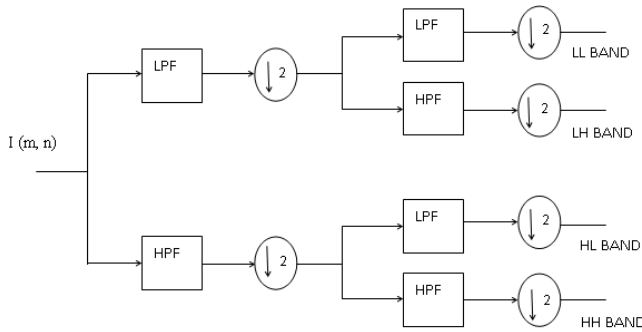 LPF
2
LPF
2
LL BAND
HPF
2
LH BAND
I (m, n)
HPF
2
LPF
2
HL BAND
HPF
2
HH BAND